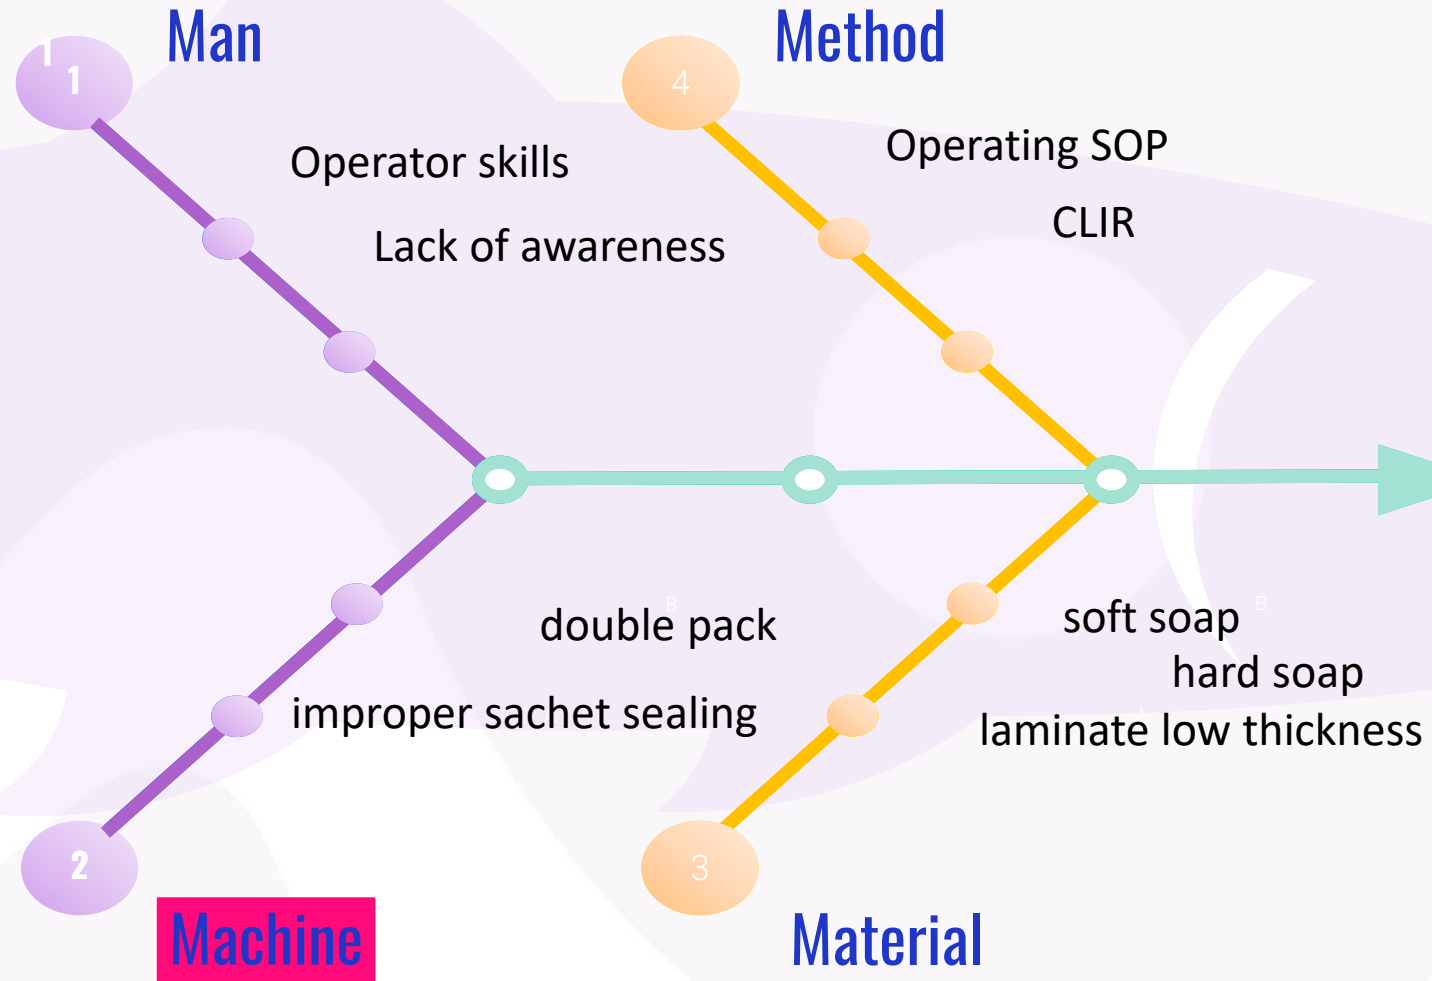 Man
1
1
Operator skills
Lack of awareness
Method
4
Operating SOP
CLIR
double pack
B
improper sachet sealing
2
Machine
soft soap
B
hard soap
laminate low thickness
3
Material